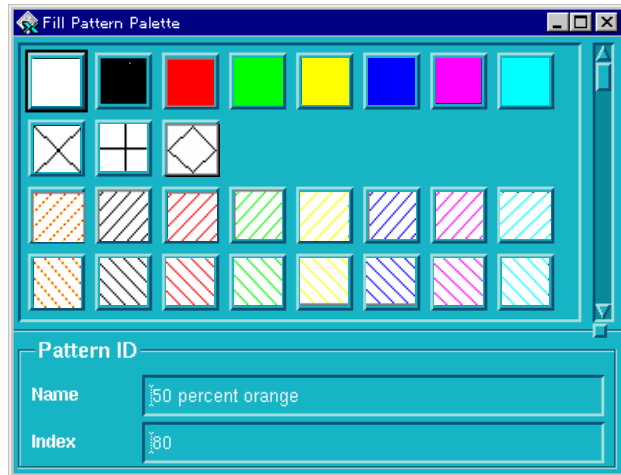 Fill Pattern Palette
Pattern ID
Name
50 percent orange
Index
80